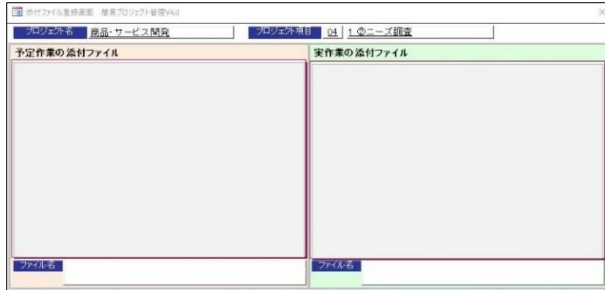 添付ファイル登録画面 簡易プロジェクト管理V4.0
プロジェクト名 商品・サービス開発 プロジェクト項目 04 1 ②ニーズ調査
予定作業の添付ファイル 実作業の添付ファイル
ファイル名 ファイル名